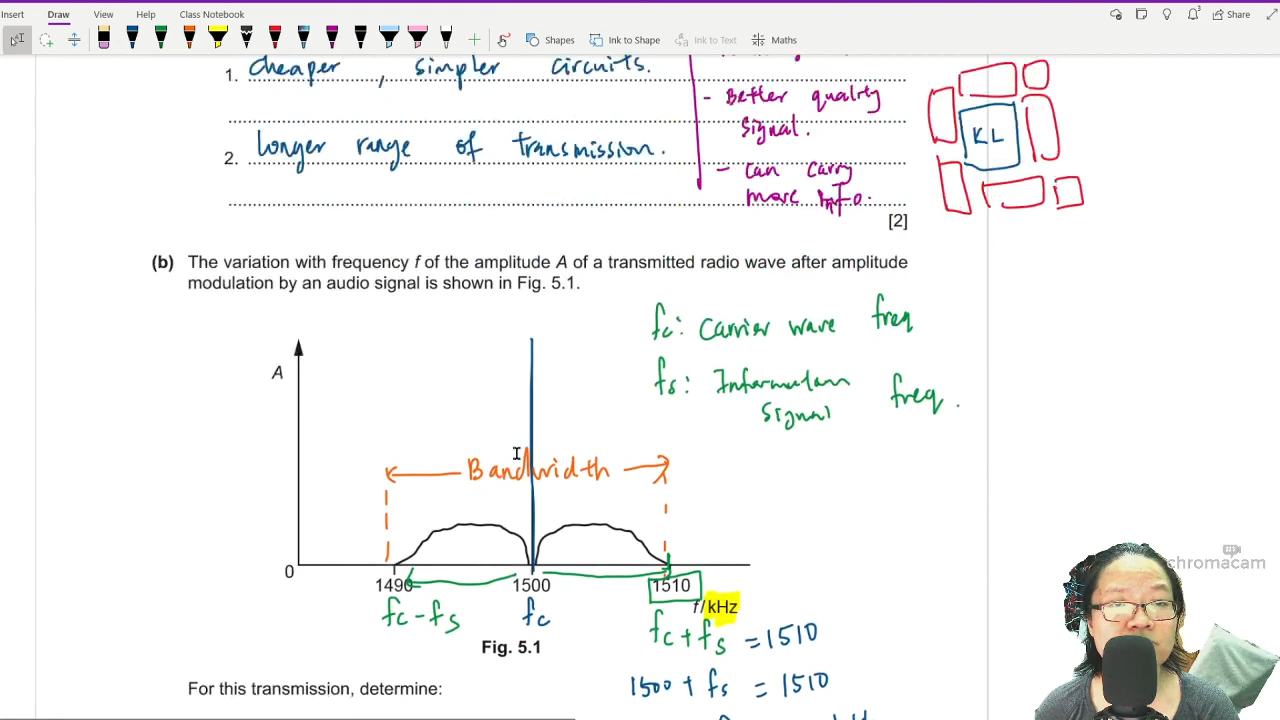 Insert Draw View Help Class Notebook
Share
Shapes Ink to Shape Ink to Text Maths
1. cheaper, simpler circuits.
- Better quality
signal.
KL
2. longer range of transmission.
- can carry
more info.
[2]
(b) The variation with frequency f of the amplitude A of a transmitted radio wave after amplitude
modulation by an audio signal is shown in Fig. 5.1.
fc: Carrier wave freq
A
fs: Information freq.
signal
Bandwidth
0
1490 1500 1510
f/kHz
fc - fs fc fc + fs = 1510
Fig. 5.1
1500 + fs = 1510
For this transmission, determine:
chromacam